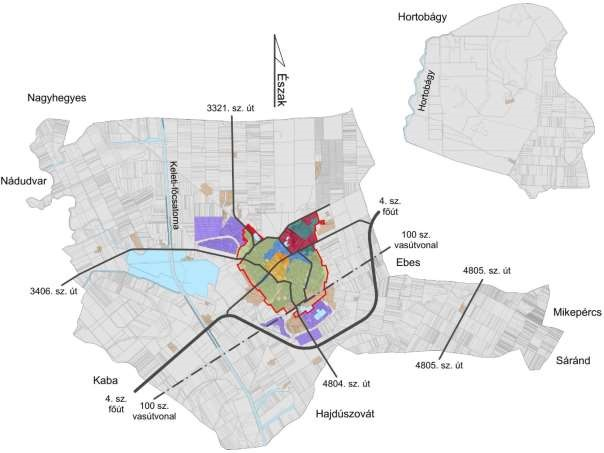 Hortobágy
Hortobágy
Észak
Nagyhegyes
3321. sz. út
Keleti-főcsatorna
Nádudvar
4. sz.
főút
100 sz.
vasútvonal
Ebes
4805. sz. út
3406. sz. út
Mikepércs
Sáránd
4805. sz. út
Kaba
4804. sz. út
4. sz.
főút
100 sz.
vasútvonal
Hajdúszovát